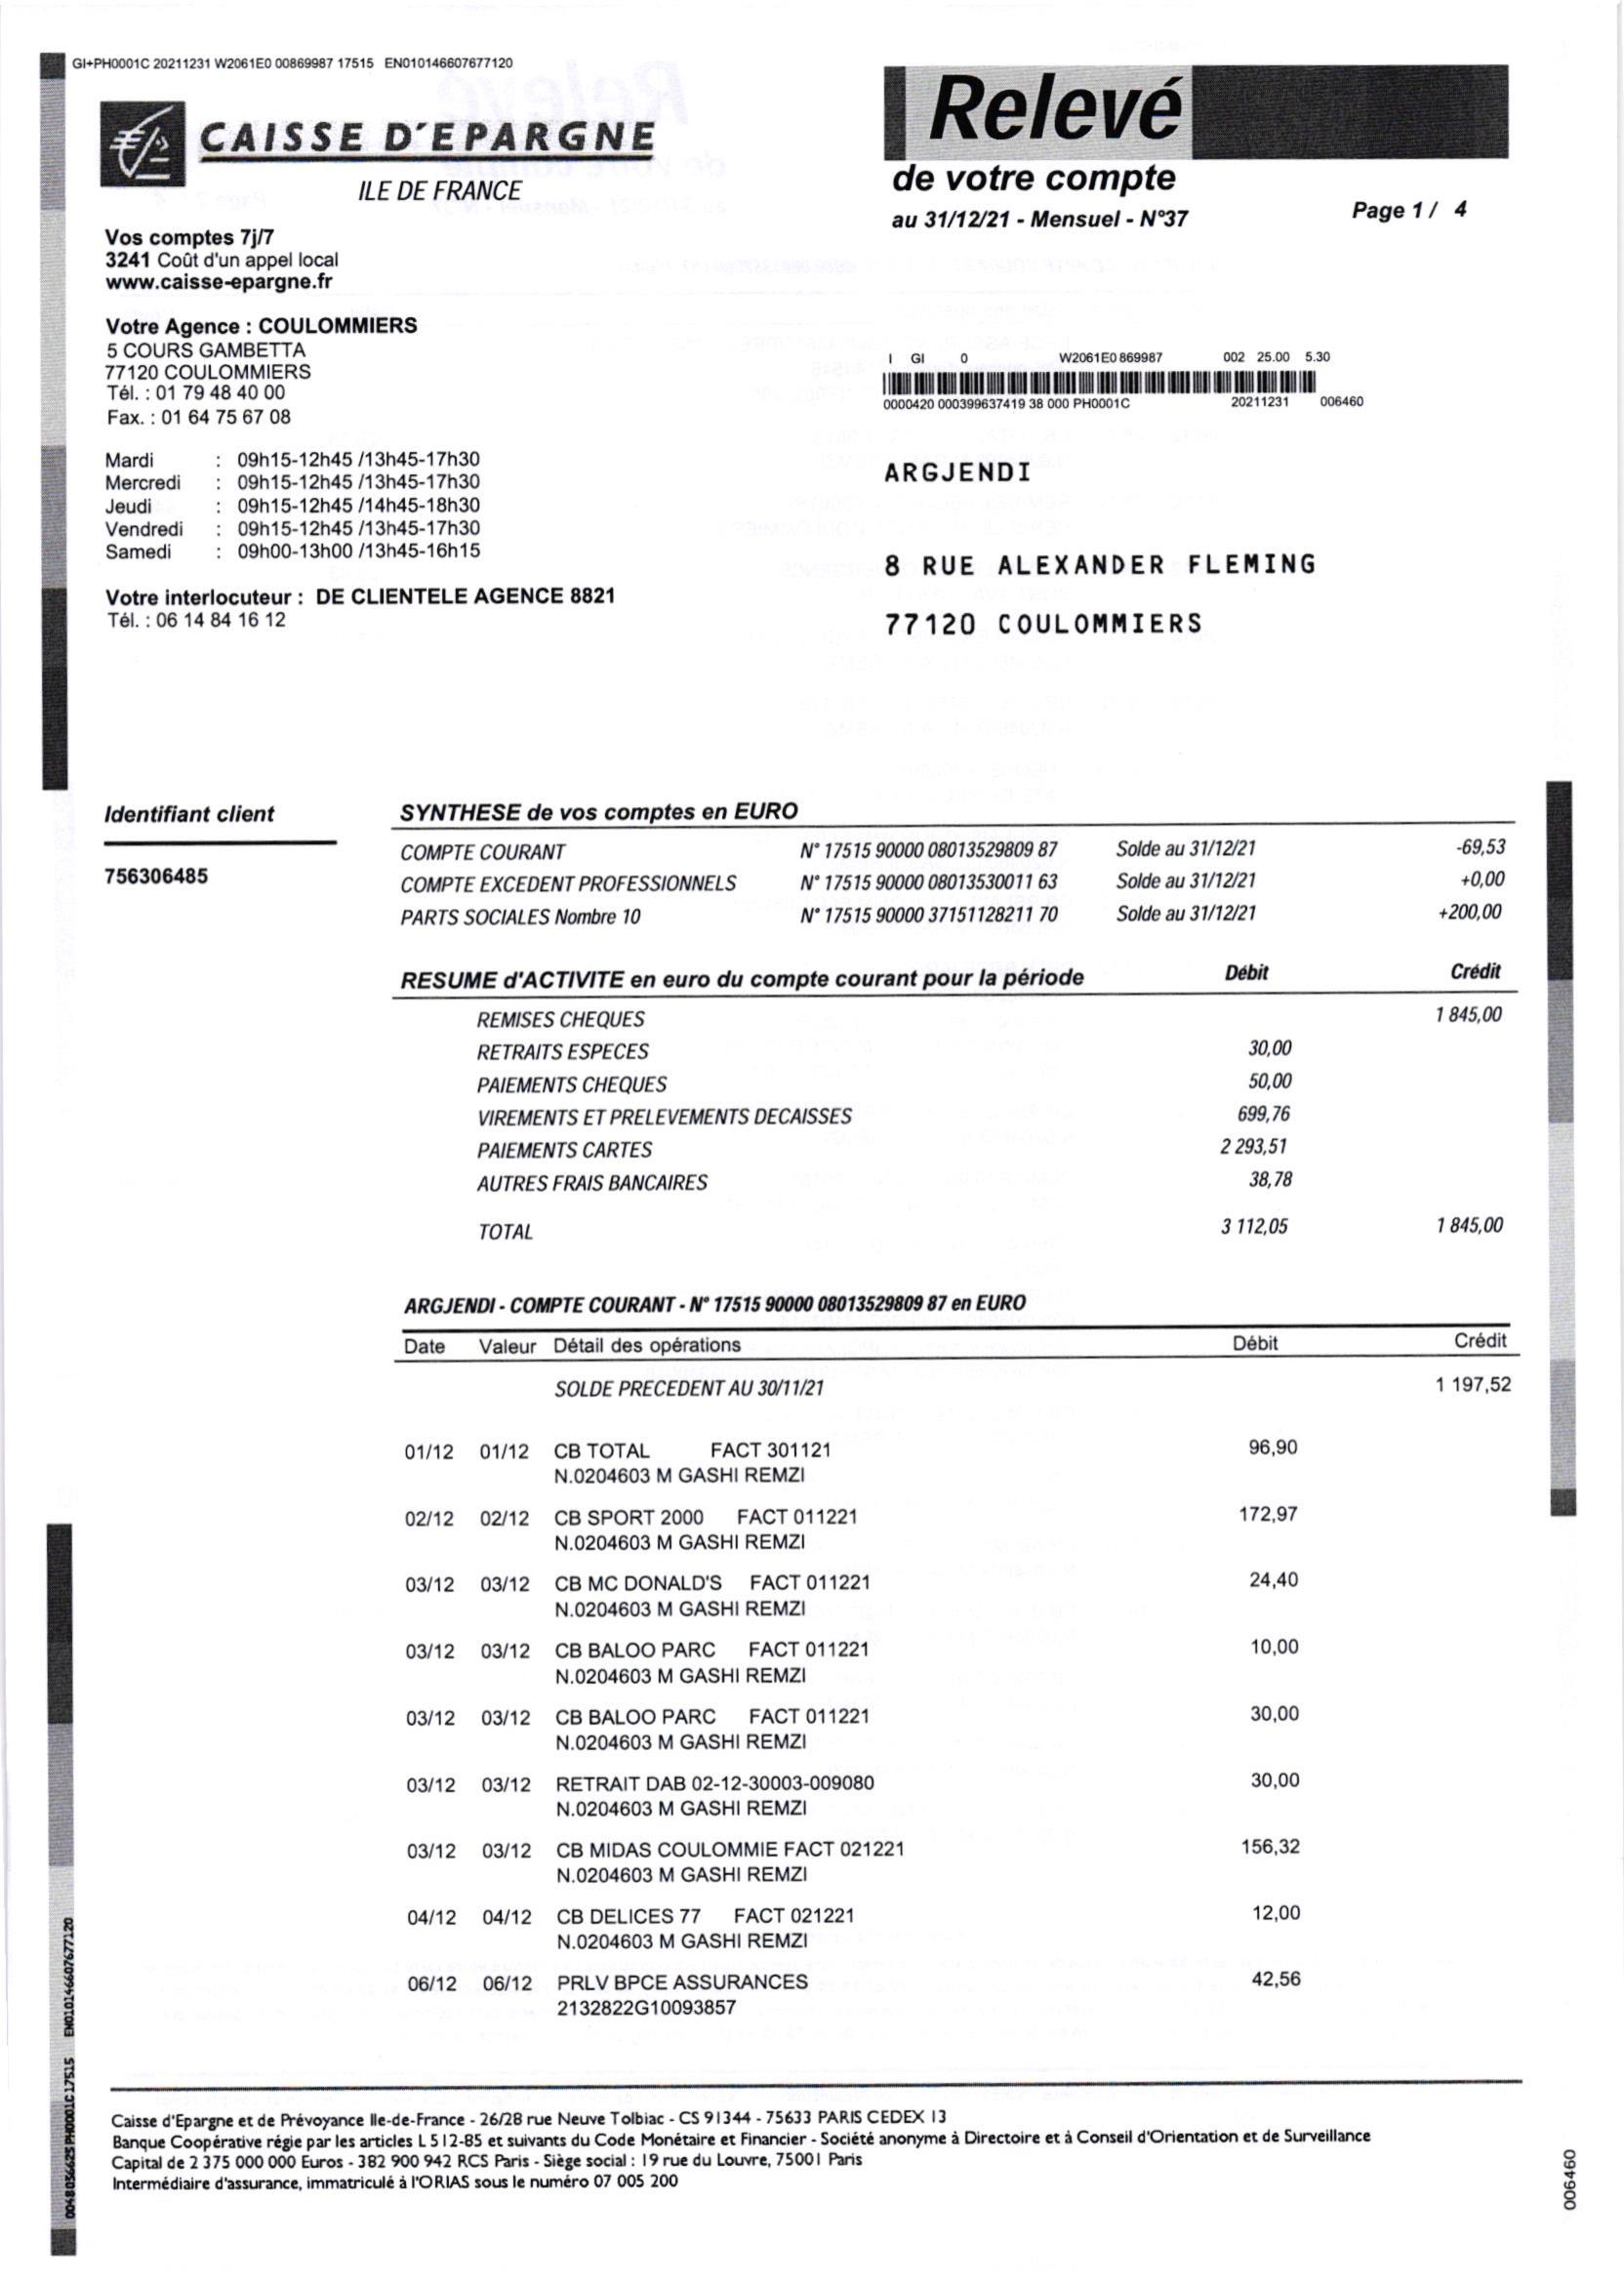 GI+PH0001C 20211231 W2061E0 00869987 17515 EN010146607677120
CAISSE D'EPARGNE
ILE DE FRANCE
Relevé
de votre compte
au 31/12/21 - Mensuel - N°37
Page 1 / 4
Vos comptes 7j/7
3241 Coût d'un appel local
www.caisse-epargne.fr
Votre Agence : COULOMMIERS
5 COURS GAMBETTA
77120 COULOMMIERS
Tél. : 01 79 48 40 00
Fax. : 01 64 75 67 08
Mardi : 09h15-12h45 /13h45-17h30
Mercredi : 09h15-12h45 /13h45-17h30
Jeudi : 09h15-12h45 /14h45-18h30
Vendredi : 09h15-12h45 /13h45-17h30
Samedi : 09h00-13h00 /13h45-16h15
Votre interlocuteur : DE CLIENTELE AGENCE 8821
Tél. : 06 14 84 16 12
I GI 0 W2061E0 869987 002 25.00 5.30
0000420 000399637419 38 000 PH0001C 20211231 006460
ARGJENDI
8 RUE ALEXANDER FLEMING
77120 COULOMMIERS
Identifiant client
756306485
SYNTHESE de vos comptes en EURO
COMPTE COURANT N° 17515 90000 08013529809 87 Solde au 31/12/21 -69,53
COMPTE EXCEDENT PROFESSIONNELS N° 17515 90000 08013530011 63 Solde au 31/12/21 +0,00
PARTS SOCIALES Nombre 10 N° 17515 90000 37151128211 70 Solde au 31/12/21 +200,00
RESUME d'ACTIVITE en euro du compte courant pour la période Débit Crédit
REMISES CHEQUES 1 845,00
RETRAITS ESPECES 30,00
PAIEMENTS CHEQUES 50,00
VIREMENTS ET PRELEVEMENTS DECAISSES 699,76
PAIEMENTS CARTES 2 293,51
AUTRES FRAIS BANCAIRES 38,78
TOTAL 3 112,05 1 845,00
ARGJENDI - COMPTE COURANT - N° 17515 90000 08013529809 87 en EURO
Date Valeur Détail des opérations Débit Crédit
SOLDE PRECEDENT AU 30/11/21 1 197,52
01/12 01/12 CB TOTAL FACT 301121 96,90
N.0204603 M GASHI REMZI
02/12 02/12 CB SPORT 2000 FACT 011221 172,97
N.0204603 M GASHI REMZI
03/12 03/12 CB MC DONALD'S FACT 011221 24,40
N.0204603 M GASHI REMZI
03/12 03/12 CB BALOO PARC FACT 011221 10,00
N.0204603 M GASHI REMZI
03/12 03/12 CB BALOO PARC FACT 011221 30,00
N.0204603 M GASHI REMZI
03/12 03/12 RETRAIT DAB 02-12-30003-009080 30,00
N.0204603 M GASHI REMZI
03/12 03/12 CB MIDAS COULOMMIE FACT 021221 156,32
N.0204603 M GASHI REMZI
04/12 04/12 CB DELICES 77 FACT 021221 12,00
N.0204603 M GASHI REMZI
06/12 06/12 PRLV BPCE ASSURANCES 42,56
2132822G10093857
Caisse d'Epargne et de Prévoyance Ile-de-France - 26/28 rue Neuve Tolbiac - CS 91344 - 75633 PARIS CEDEX 13
Banque Coopérative régie par les articles L 512-85 et suivants du Code Monétaire et Financier - Société anonyme à Directoire et à Conseil d'Orientation et de Surveillance
Capital de 2 375 000 000 Euros - 382 900 942 RCS Paris - Siège social : 19 rue du Louvre, 75001 Paris
Intermédiaire d'assurance, immatriculé à l'ORIAS sous le numéro 07 005 200
006460